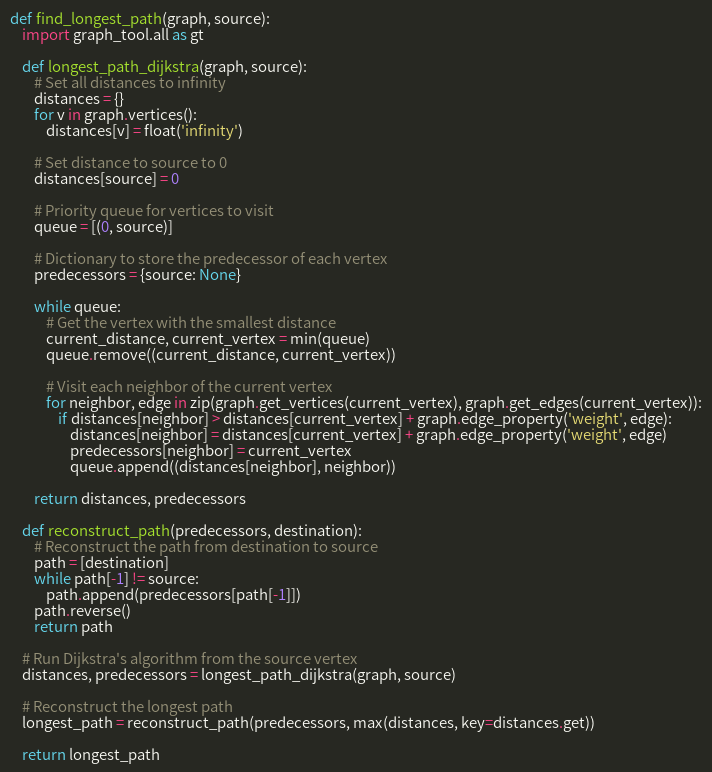 def find_longest_path(graph, source):
import graph_tool.all as gt
def longest_path_dijkstra(graph, source):
# Set all distances to infinity
distances = {}
for v in graph.vertices():
distances[v] = float('infinity')
# Set distance to source to 0
distances[source] = 0
# Priority queue for vertices to visit
queue = [(0, source)]
# Dictionary to store the predecessor of each vertex
predecessors = {source: None}
while queue:
# Get the vertex with the smallest distance
current_distance, current_vertex = min(queue)
queue.remove((current_distance, current_vertex))
# Visit each neighbor of the current vertex
for neighbor, edge in zip(graph.get_vertices(current_vertex), graph.get_edges(current_vertex)):
if distances[neighbor] > distances[current_vertex] + graph.edge_property('weight', edge):
distances[neighbor] = distances[current_vertex] + graph.edge_property('weight', edge)
predecessors[neighbor] = current_vertex
queue.append((distances[neighbor], neighbor))
return distances, predecessors
def reconstruct_path(predecessors, destination):
# Reconstruct the path from destination to source
path = [destination]
while path[-1] != source:
path.append(predecessors[path[-1]])
path.reverse()
return path
# Run Dijkstra's algorithm from the source vertex
distances, predecessors = longest_path_dijkstra(graph, source)
# Reconstruct the longest path
longest_path = reconstruct_path(predecessors, max(distances, key=distances.get))
return longest_path